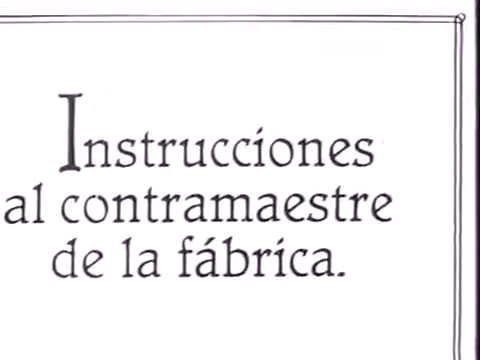 Instrucciones
al contramaestre
de la fábrica.